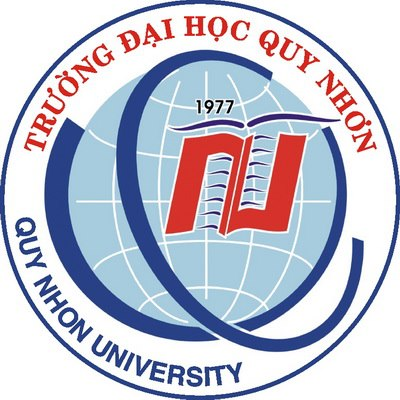 TRƯỜNG ĐẠI HỌC QUY NHƠN
1977
QUY NHON UNIVERSITY